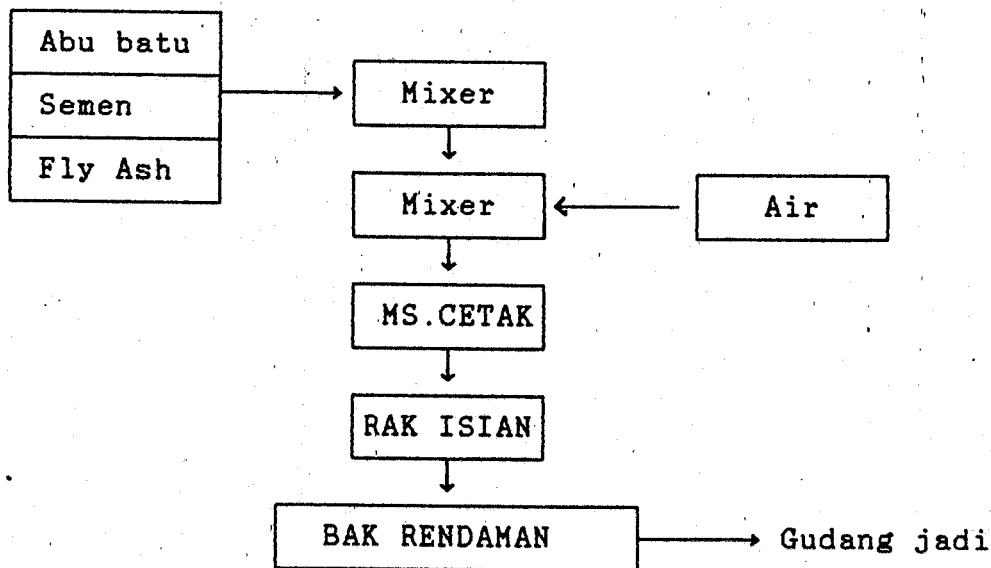 Abu batu
Semen
Fly Ash
Mixer
Mixer
Air
MS.CETAK
RAK ISIAN
BAK RENDAMAN
Gudang jadi